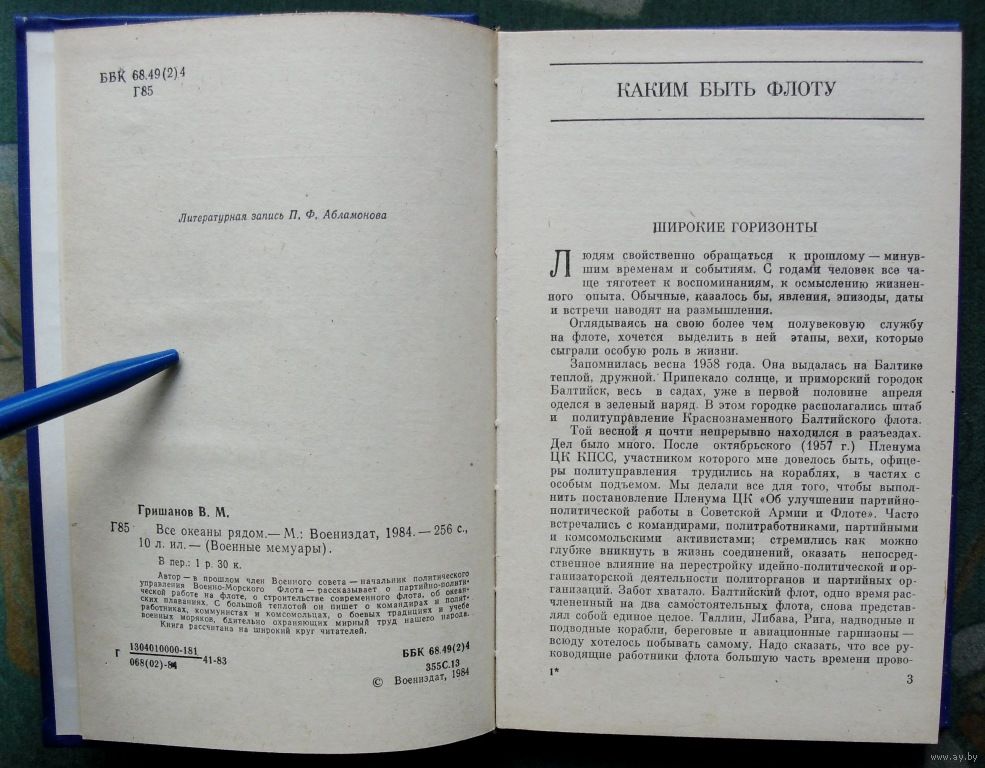 ББК 68.49(2)4
Г85
Литературная запись П. Ф. Абламонова
Гришанов В. М.
Г85 Все океаны рядом.— М.: Воениздат, 1984.— 256 с.,
10 л. ил.— (Военные мемуары).
В пер.: 1 р. 30 к.
Автор — в прошлом член Военного совета — начальник политического
управления Военно-Морского Флота — рассказывает о партийно-полити-
ческой работе на флоте, о строительстве современного флота, об океан-
ских плаваниях. С большой теплотой он пишет о командирах и полит-
работниках, коммунистах и комсомольцах, о боевых традициях и учебе
военных моряков, бдительно охраняющих мирный труд нашего народа.
Книга рассчитана на широкий круг читателей.
Г 1304010000-181
068(02)-84 41-83
ББК 68.49(2)4
355С.13
© Воениздат, 1984
КАКИМ БЫТЬ ФЛОТУ
ШИРОКИЕ ГОРИЗОНТЫ
Людям свойственно обращаться к прошлому — минув-
шим временам и событиям. С годами человек все ча-
ще тяготеет к воспоминаниям, к осмыслению жизнен-
ного опыта. Обычные, казалось бы, явления, эпизоды, даты
и встречи наводят на размышления.
Оглядываясь на свою более чем полувековую службу
на флоте, хочется выделить в ней этапы, вехи, которые
сыграли особую роль в жизни.
Запомнилась весна 1958 года. Она выдалась на Балтике
теплой, дружной. Припекало солнце, и приморский городок
Балтийск, весь в садах, уже в первой половине апреля
оделся в зеленый наряд. В этом городке располагались штаб
и политуправление Краснознаменного Балтийского флота.
Той весной я почти непрерывно находился в разъездах.
Дел было много. После октябрьского (1957 г.) Пленума
ЦК КПСС, участником которого мне довелось быть, офице-
ры политуправления трудились на кораблях, в частях с
особым подъемом. Мы делали все для того, чтобы выпол-
нить постановление Пленума ЦК «Об улучшении партийно-
политической работы в Советской Армии и Флоте». Часто
встречались с командирами, политработниками, партийными
и комсомольскими активистами; стремились как можно
глубже вникнуть в жизнь соединений, оказать непосред-
ственное влияние на перестройку идейно-политической и ор-
ганизаторской деятельности политорганов и партийных ор-
ганизаций. Забот хватало. Балтийский флот, одно время рас-
члененный на два самостоятельных флота, снова представ-
лял собой единое целое. Таллин, Либава, Рига, надводные и
подводные корабли, береговые и авиационные гарнизоны —
всюду хотелось побывать самому. Надо сказать, что все ру-
ководящие работники флота большую часть времени прово-
1*
3
www.ay.by